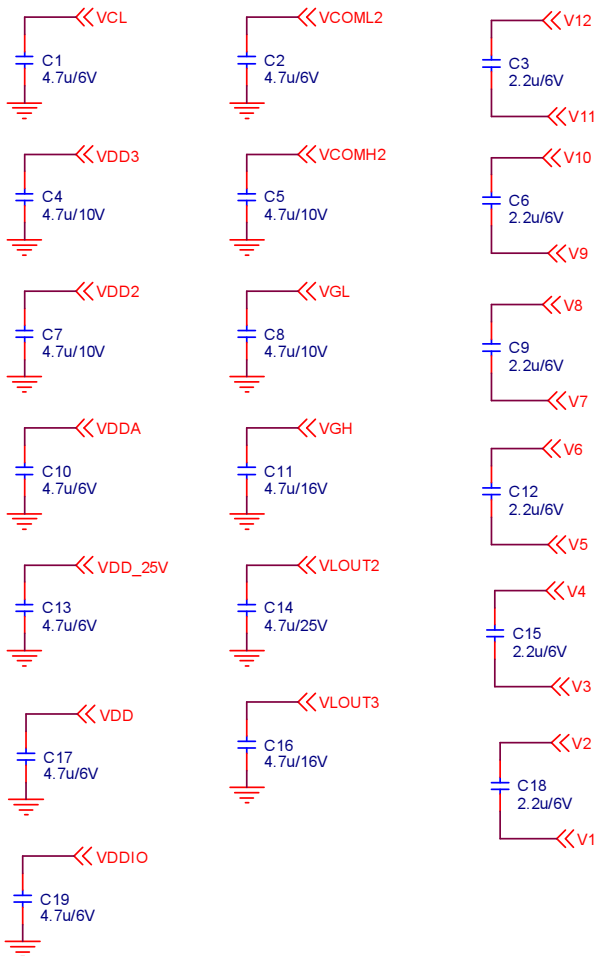 VCL
C1
4.7u/6V
VCOML2
C2
4.7u/6V
V12
C3
2.2u/6V
V11
VDD3
C4
4.7u/10V
VCOMH2
C5
4.7u/10V
V10
C6
2.2u/6V
V9
VDD2
C7
4.7u/10V
VGL
C8
4.7u/10V
V8
C9
2.2u/6V
V7
VDDA
C10
4.7u/6V
VGH
C11
4.7u/16V
V6
C12
2.2u/6V
V5
VDD_25V
C13
4.7u/6V
VLOUT2
C14
4.7u/25V
V4
C15
2.2u/6V
V3
VDD
C17
4.7u/6V
VLOUT3
C16
4.7u/16V
V2
C18
2.2u/6V
V1
VDDIO
C19
4.7u/6V